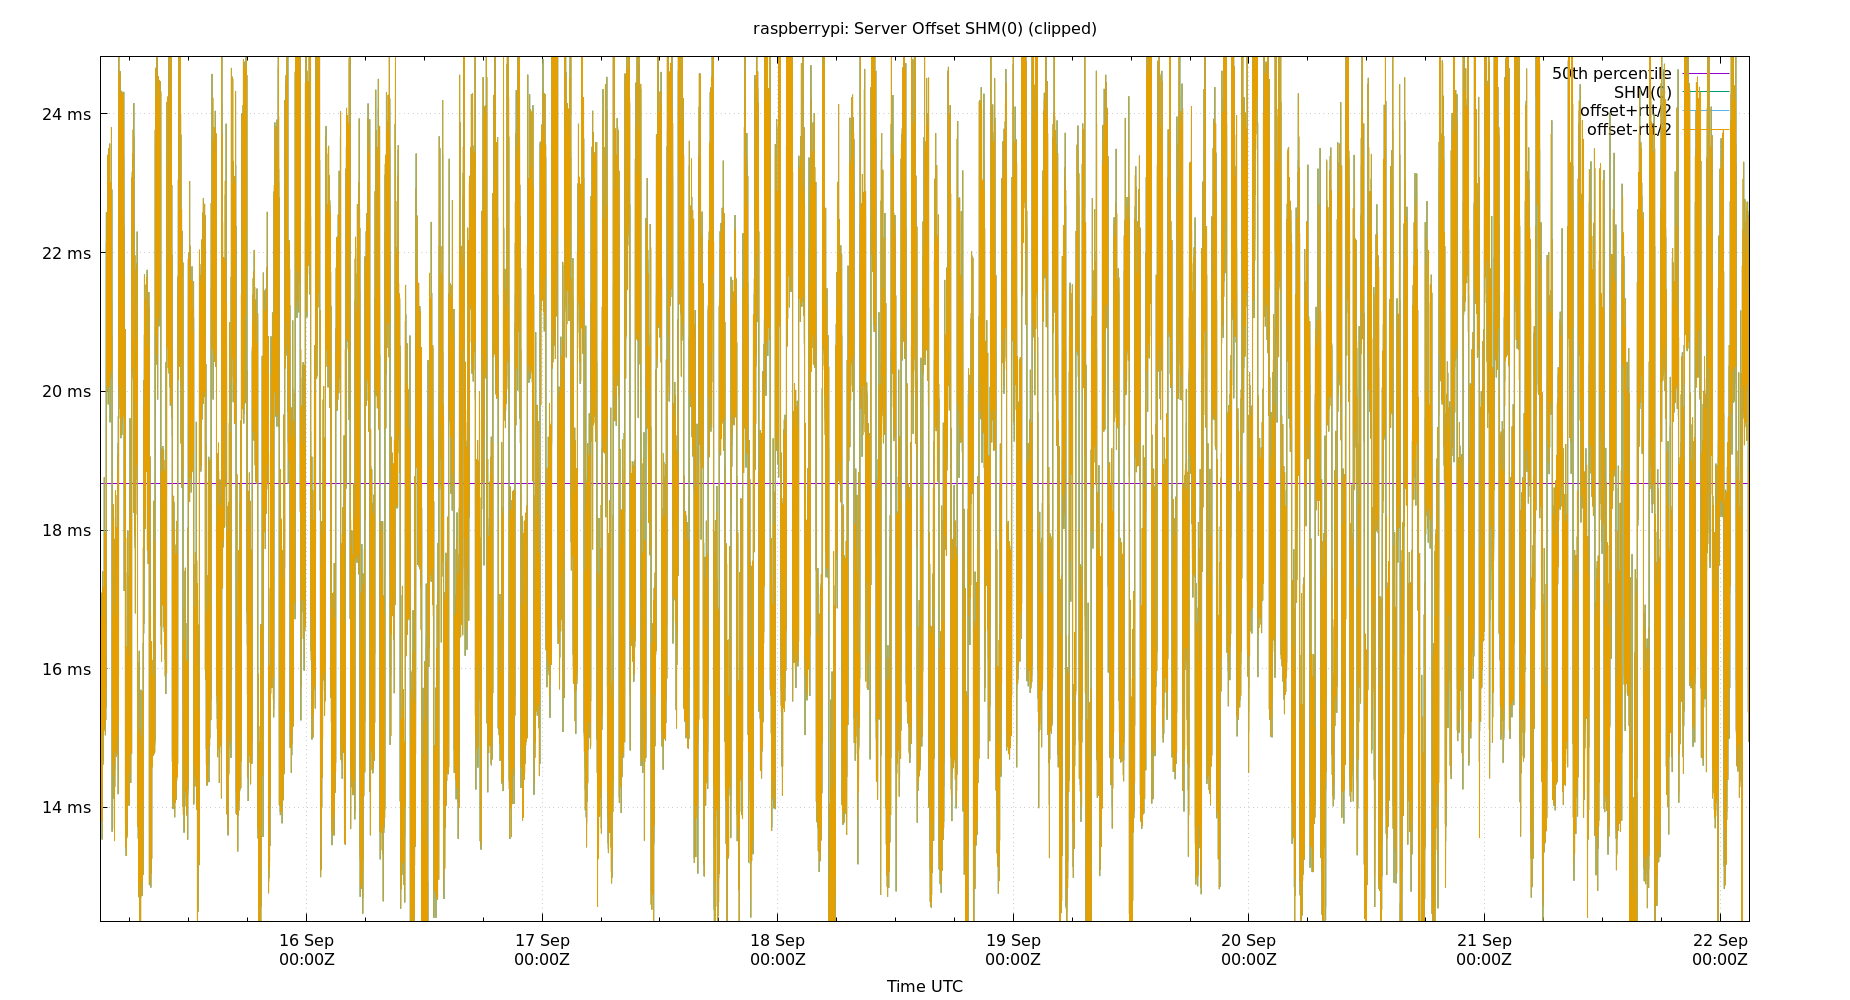 raspberrypi: Server Offset SHM(0) (clipped)
50th percentile
SHM(0)
offset+rtt/2
offset-rtt/2
24 ms
22 ms
20 ms
18 ms
16 ms
14 ms
16 Sep 17 Sep 18 Sep 19 Sep 20 Sep 21 Sep 22 Sep
00:00Z 00:00Z 00:00Z 00:00Z 00:00Z 00:00Z 00:00Z
Time UTC